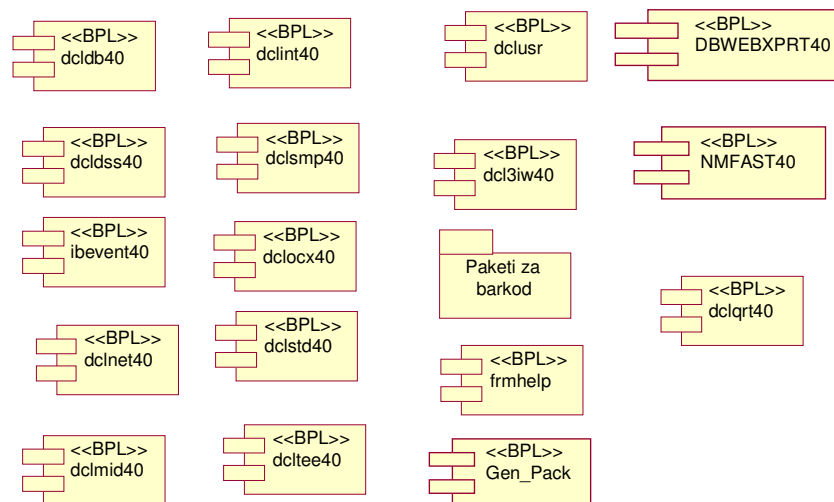 <<BPL>>
dcldb40
<<BPL>>
dclint40
<<BPL>>
dclusr
<<BPL>>
DBWEBXPRT40
<<BPL>>
dcldss40
<<BPL>>
dclsmp40
<<BPL>>
dcl3iw40
<<BPL>>
NMFAST40
<<BPL>>
ibevent40
<<BPL>>
dclocx40
Paketi za
barkod
<<BPL>>
dclqrt40
<<BPL>>
dclnet40
<<BPL>>
dclstd40
<<BPL>>
frmhelp
<<BPL>>
dclmid40
<<BPL>>
dcltee40
<<BPL>>
Gen_Pack